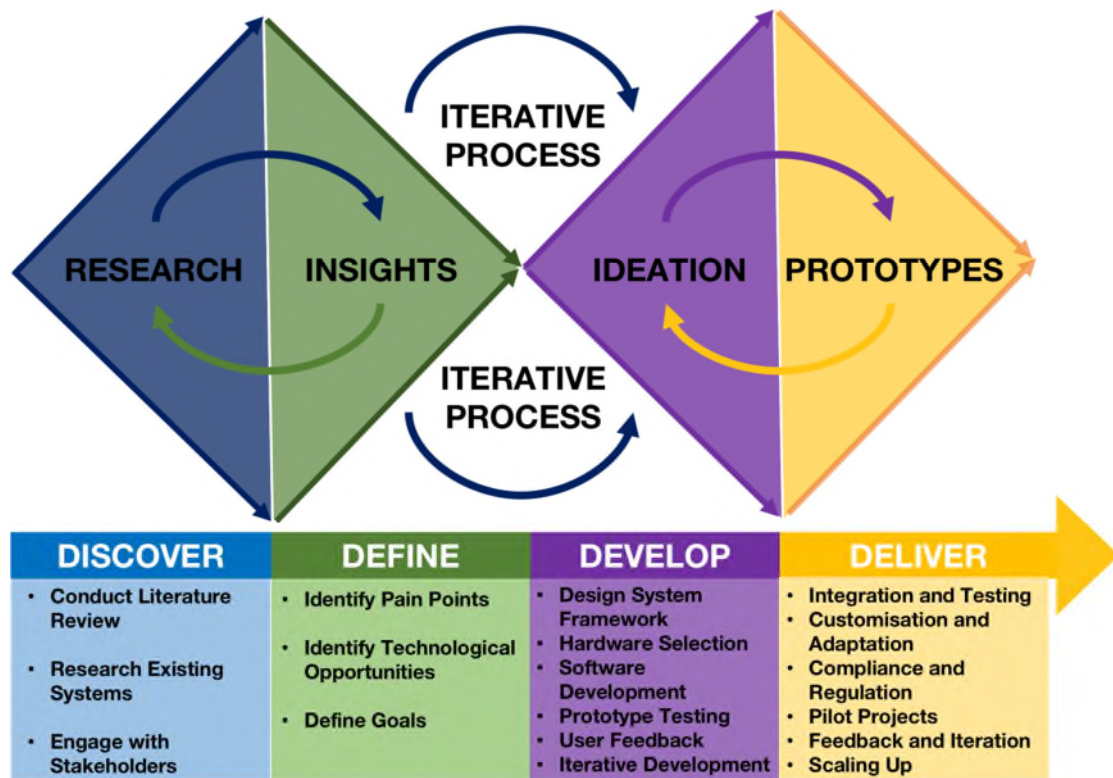 ITERATIVE
PROCESS
RESEARCH
INSIGHTS
IDEATION
PROTOTYPES
ITERATIVE
PROCESS
DISCOVER
• Conduct Literature
Review
• Research Existing
Systems
• Engage with
Stakeholders
DEFINE
• Identify Pain Points
• Identify Technological
Opportunities
• Define Goals
DEVELOP
• Design System
Framework
• Hardware Selection
• Software
Development
• Prototype Testing
• User Feedback
• Iterative Development
DELIVER
• Integration and Testing
• Customisation and
Adaptation
• Compliance and
Regulation
• Pilot Projects
• Feedback and Iteration
• Scaling Up